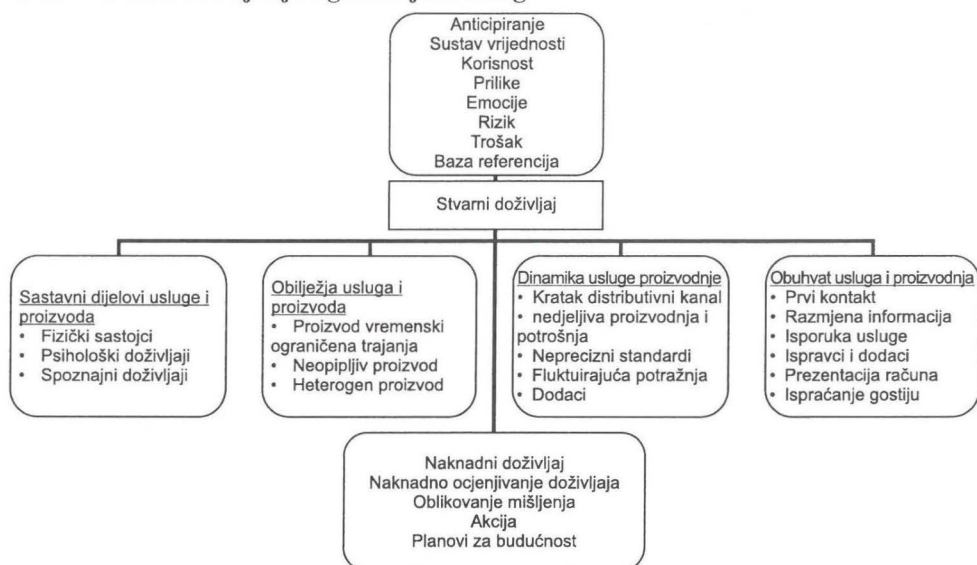 Anticipiranje
Sustav vrijednosti
Korisnost
Prilike
Emocije
Rizik
Trošak
Baza referencija
Stvarni doživljaj
Sastavni dijelovi usluge i
proizvoda
• Fizički sastojci
• Psihološki doživljaji
• Spoznajni doživljaji
Obilježja usluga i
proizvoda
• Proizvod vremenski
ograničena trajanja
• Neopipljiv proizvod
• Heterogen proizvod
Dinamika usluge proizvodnje
• Kratak distributivni kanal
• nedjeljiva proizvodnja i
potrošnja
• Neprecizni standardi
• Fluktuirajuća potražnja
• Dodaci
Obuhvat usluga i proizvodnja
• Prvi kontakt
• Razmjena informacija
• Isporuka usluge
• Ispravci i dodaci
• Prezentacija računa
• Ispraćanje gostiju
Naknadni doživljaj
Naknadno ocjenjivanje doživljaja
Oblikovanje mišljenja
Akcija
Planovi za budućnost